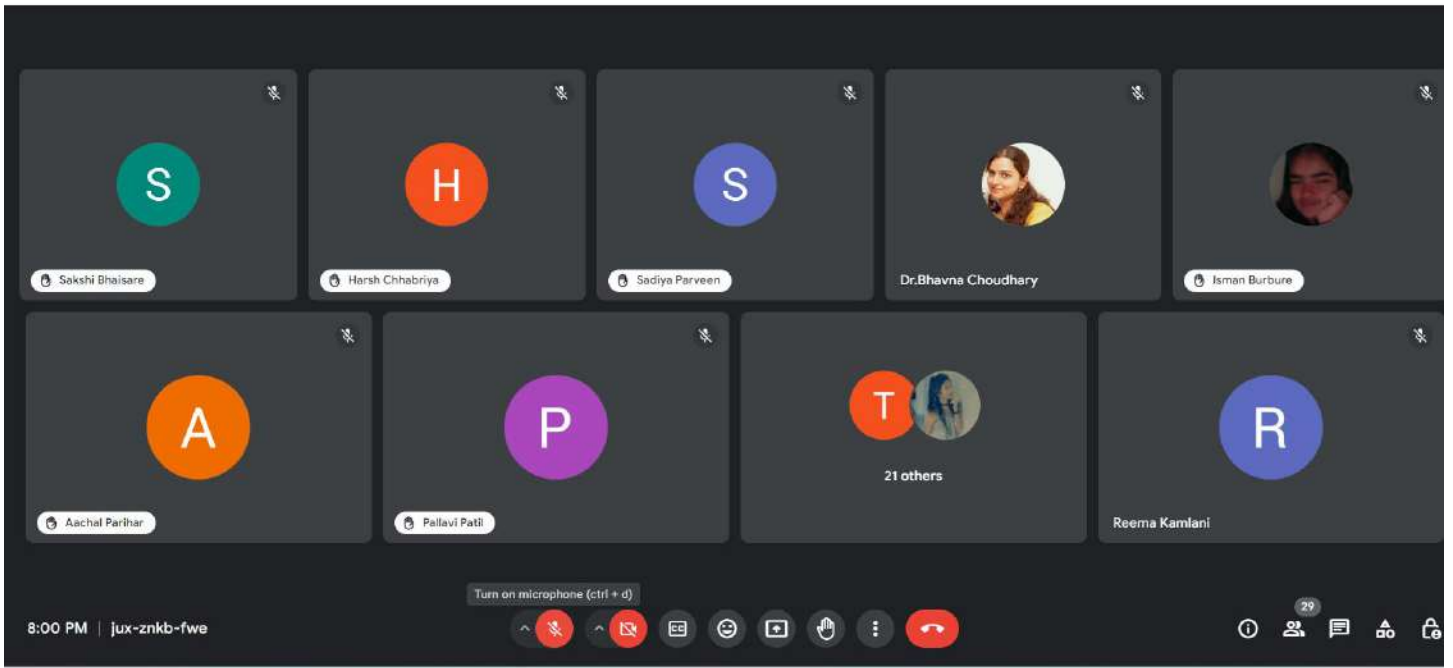 S
H
S
Sakshi Bhaisare
Harsh Chhabriya
Sadiya Parveen
Dr.Bhavna Choudhary
Isman Burbure
A
P
T
R
21 others
Aachal Parihar
Pallavi Patil
Reema Kamlani
Turn on microphone (ctrl + d)
8:00 PM | jux-znkb-fwe
CC
29